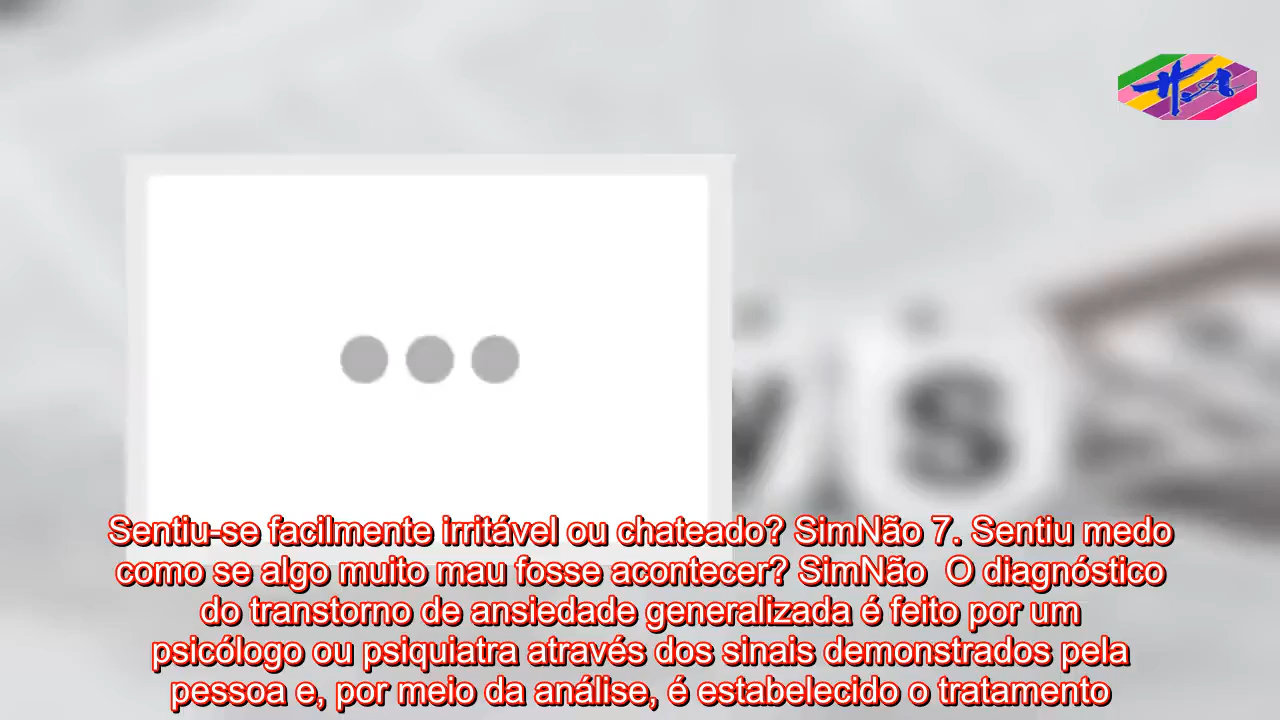 HA
s
Sentiu-se facilmente irritável ou chateado? SimNão 7. Sentiu medo
como se algo muito mau fosse acontecer? SimNão  O diagnóstico
do transtorno de ansiedade generalizada é feito por um
psicólogo ou psiquiatra através dos sinais demonstrados pela
pessoa e, por meio da análise, é estabelecido o tratamento